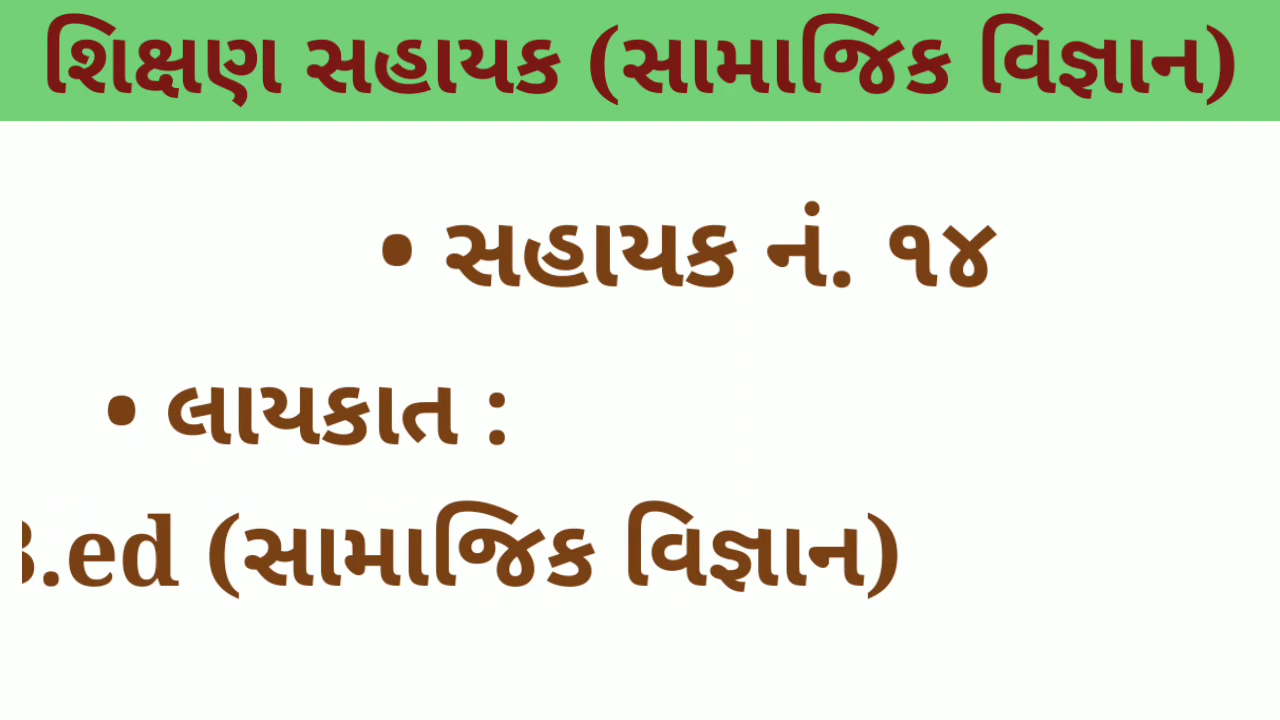 શિક્ષણ સહાયક (સામાજિક વિજ્ઞાન)
• સહાયક નં. ૧૪
• લાયકાત :
B.ed (સામાજિક વિજ્ઞાન)